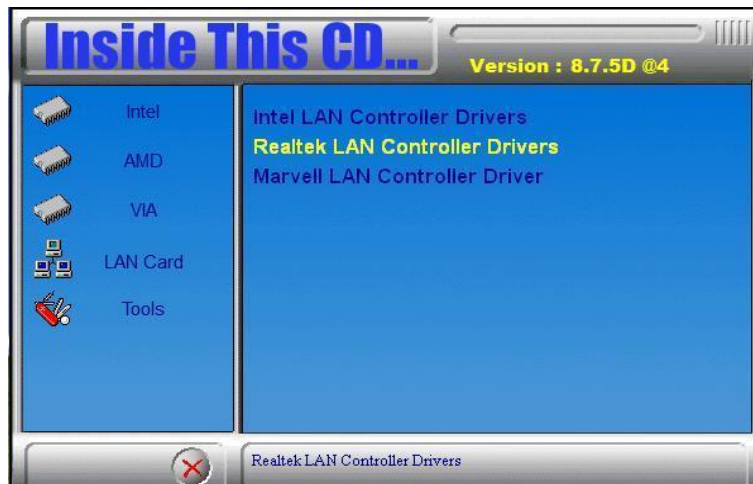 Inside This CD...
Version : 8.7.5D @4
Intel
AMD
VIA
LAN Card
Tools
Intel LAN Controller Drivers
Realtek LAN Controller Drivers
Marvell LAN Controller Driver
Realtek LAN Controller Drivers